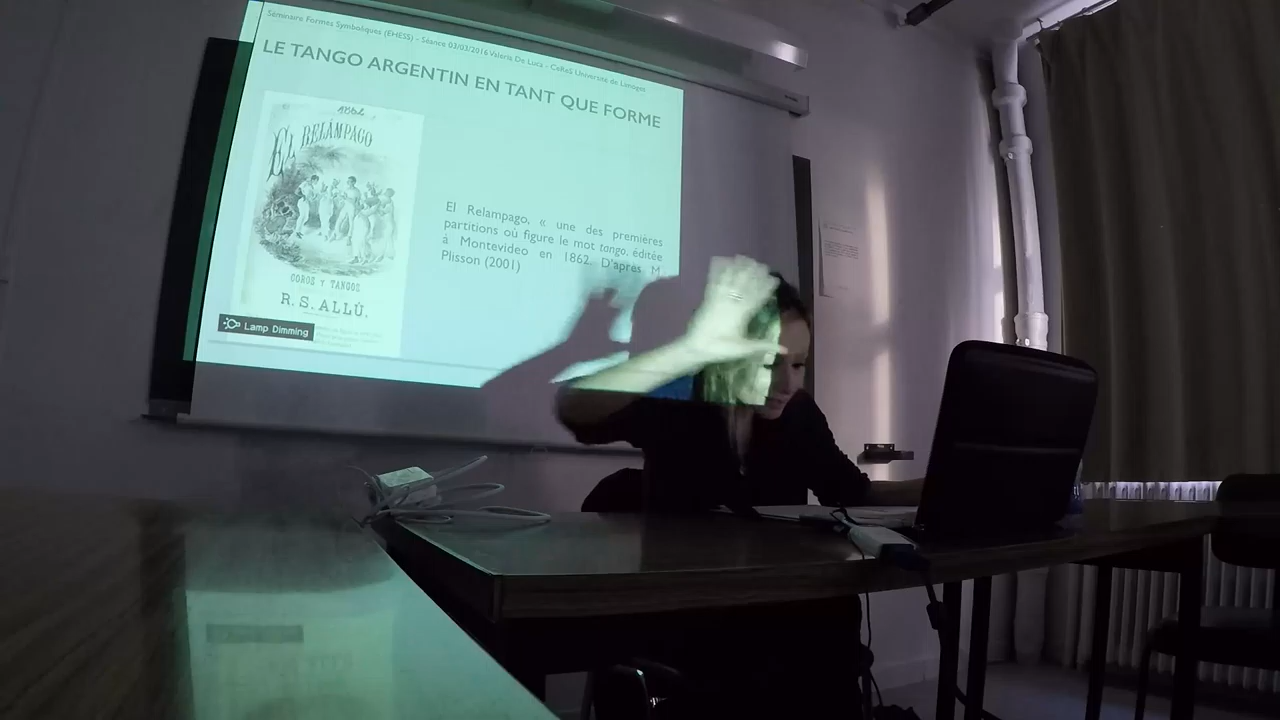 Séminaire Formes Symboliques (EHESS) - Séance 03/03/2016 Valeria De Luca - CeReS Université de Limoges
LE TANGO ARGENTIN EN TANT QUE FORME
1864
EL RELÁMPAGO
COROS Y TANGOS
R. S. ALLÚ.
Lamp Dimming
El Relampago, « une des premières
partitions où figure le mot tango, éditée
à Montevideo en 1862. D'après M
Plisson (2001)